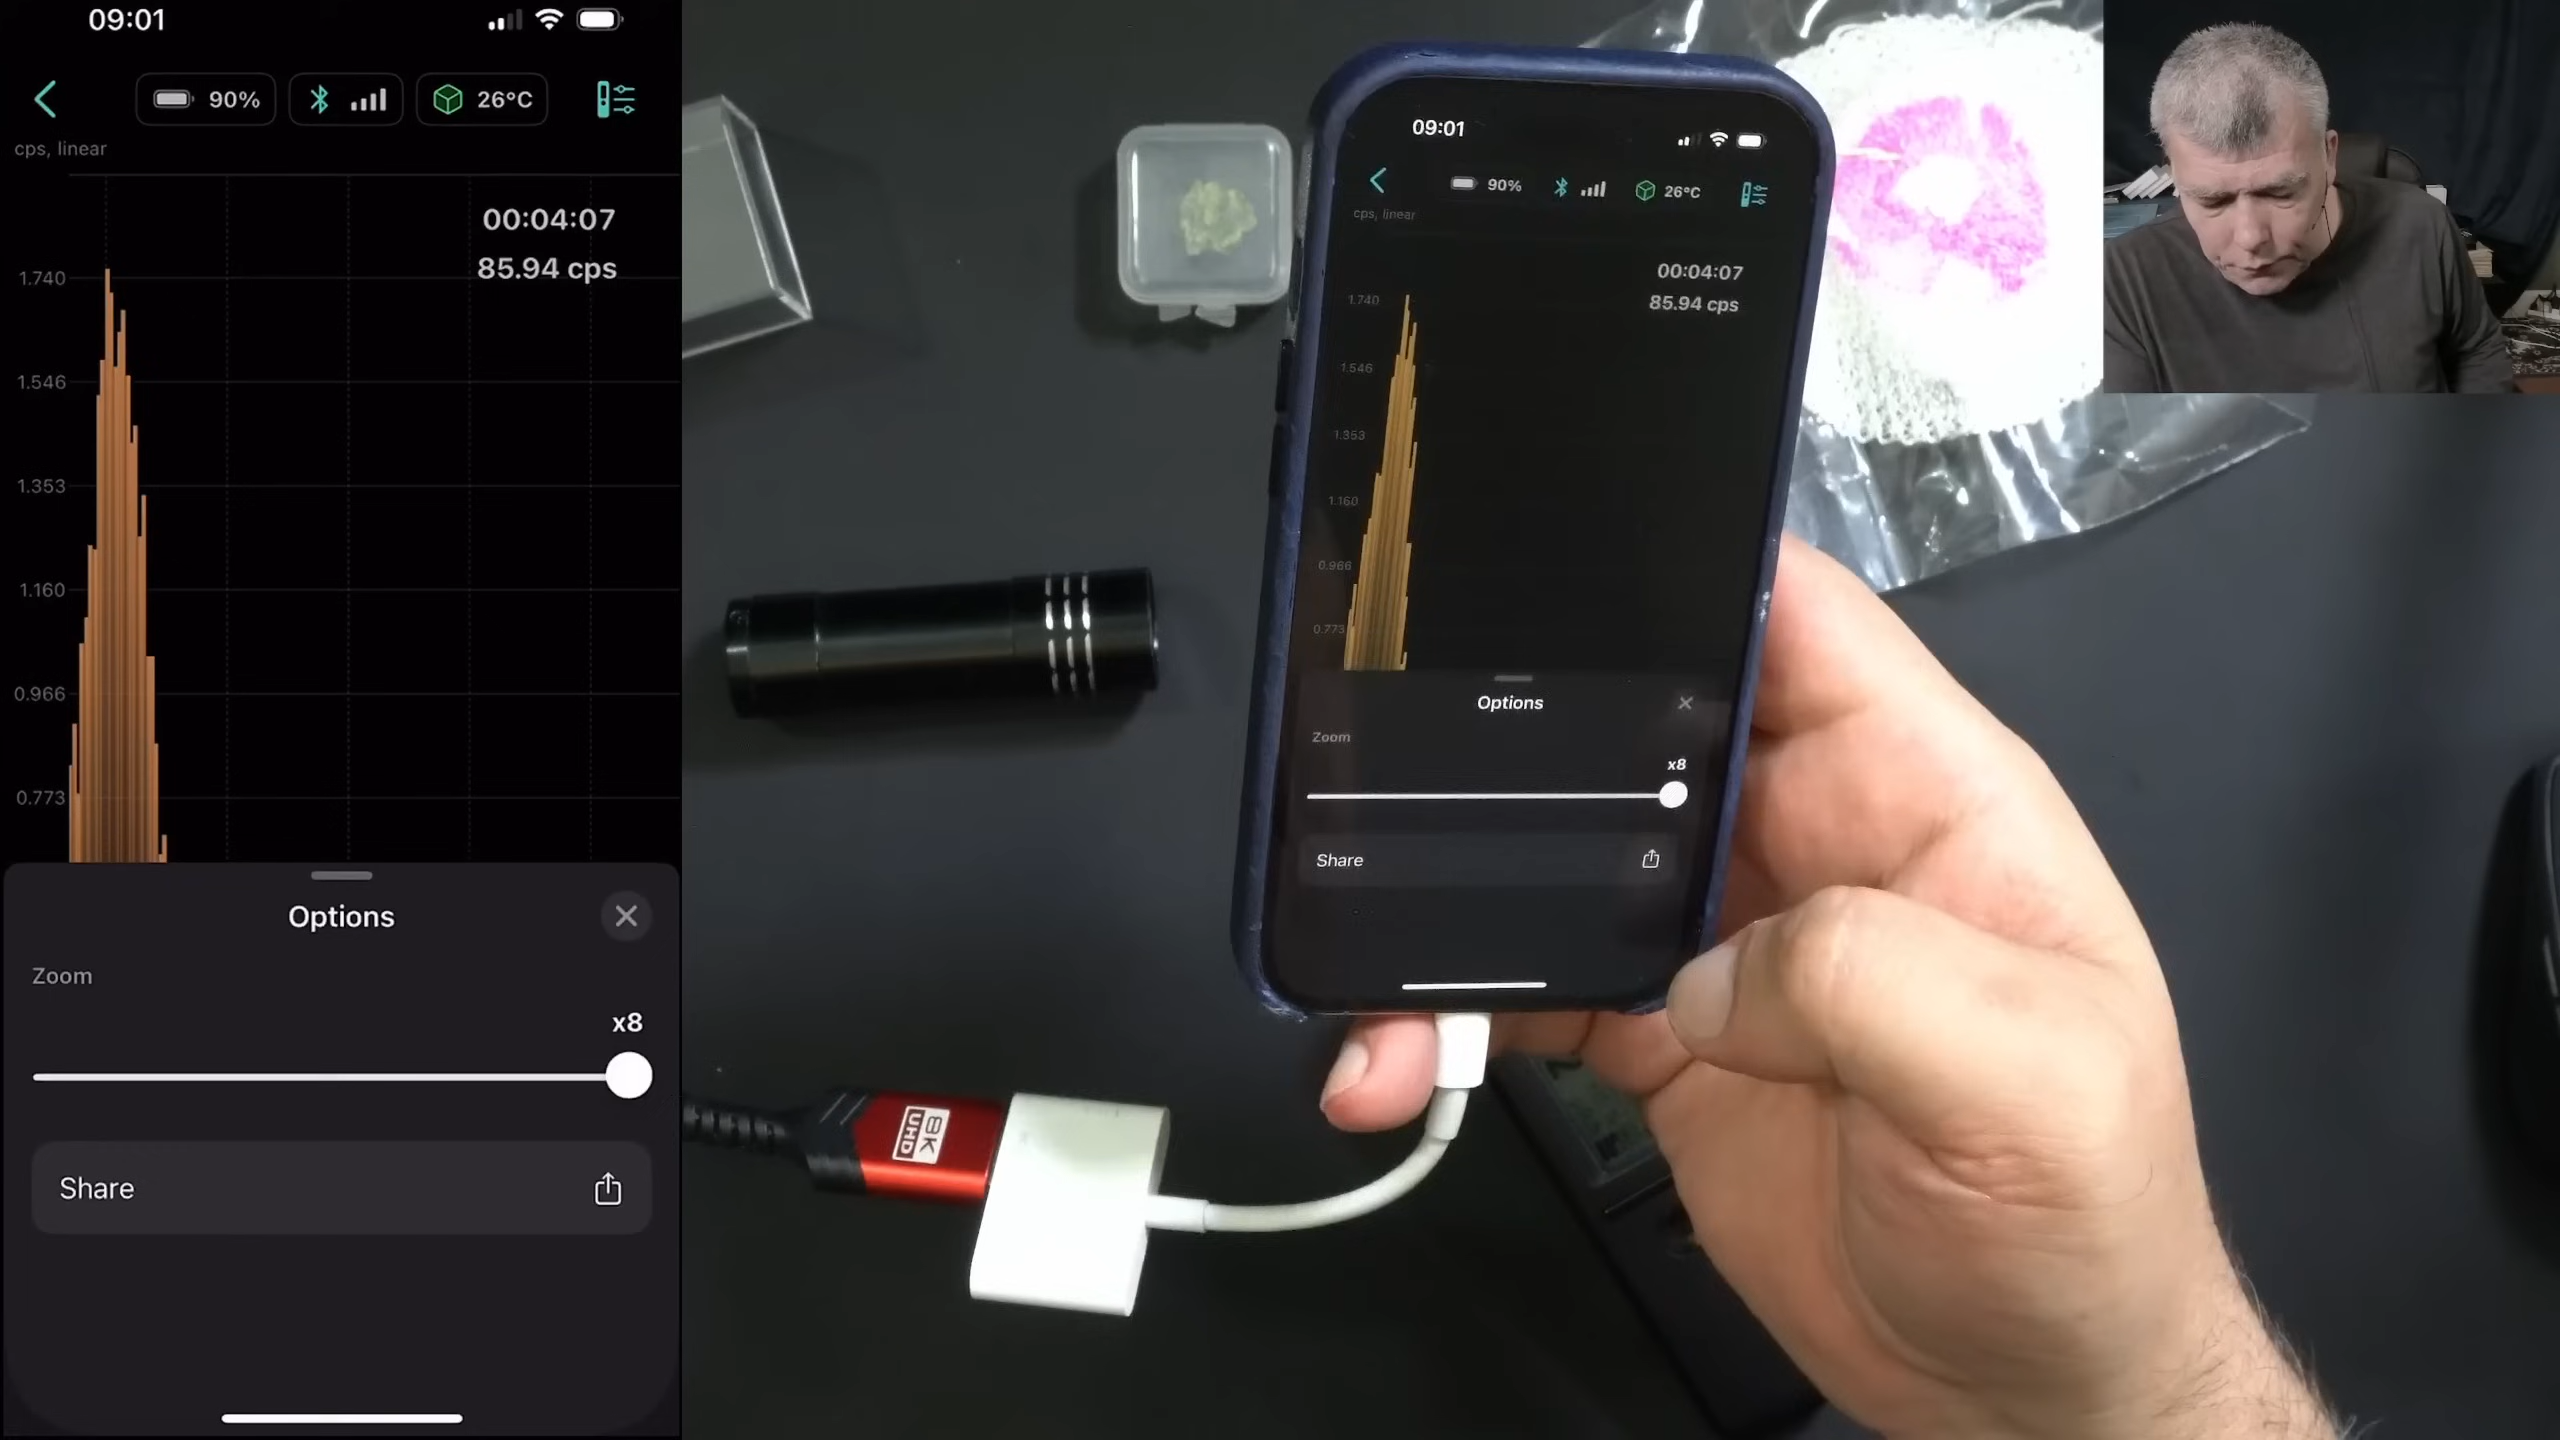 09:01
90%
26°C
cps, linear
00:04:07
85.94 cps
1.740
1.546
1.353
1.160
0.966
0.773
Options
Zoom
x8
Share
09:01
90%
26°C
cps, linear
00:04:07
85.94 cps
1.740
1.546
1.353
1.160
0.966
0.773
Options
Zoom
x8
Share
8K
UHD